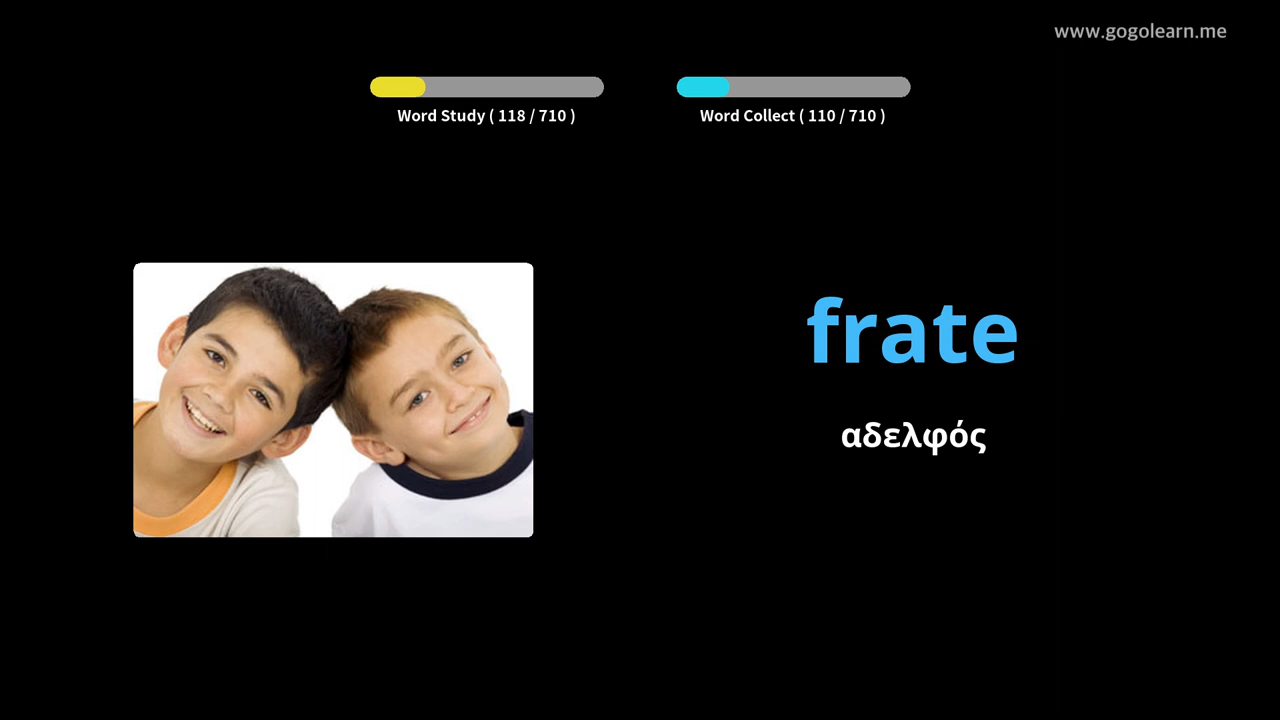 www.gogolearn.me
Word Study ( 118 / 710 )
Word Collect ( 110 / 710 )
frate
αδελφός